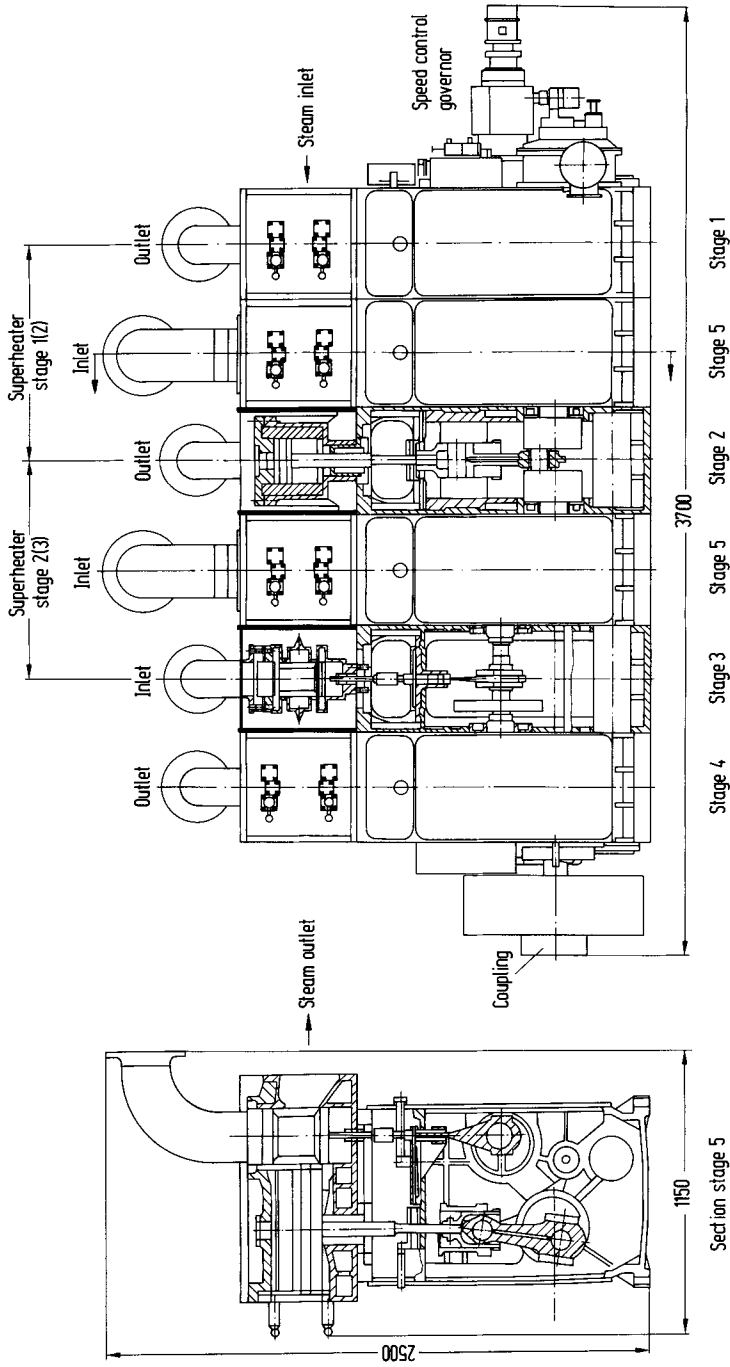 Superheater
stage 2(3)
Superheater
stage 1(2)
Outlet
Inlet
Inlet
Outlet
Inlet
Outlet
Steam outlet
Steam inlet
Speed control
governor
Coupling
2500
1150
3700
Section stage 5
Stage 4
Stage 3
Stage 5
Stage 2
Stage 5
Stage 1